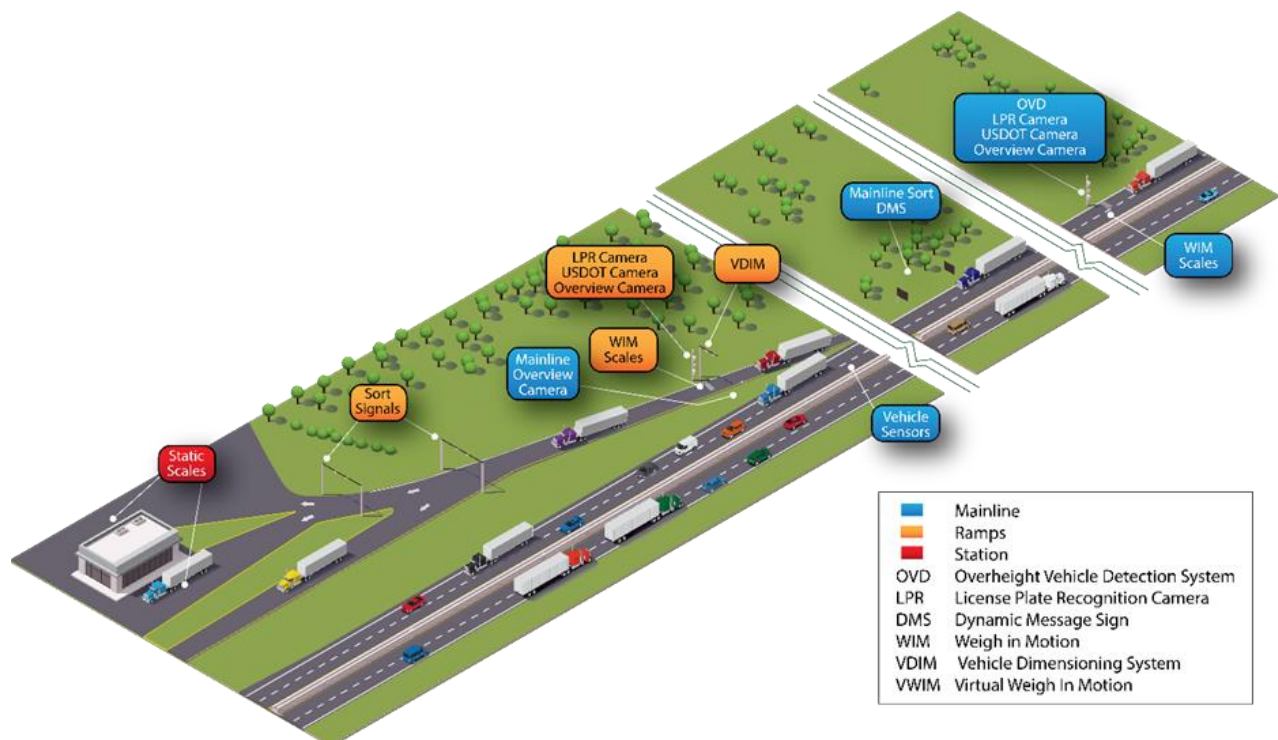 OVD
LPR Camera
USDOT Camera
Overview Camera
Mainline Sort
DMS
WIM
Scales
LPR Camera
USDOT Camera
Overview Camera
VDIM
WIM
Scales
Mainline
Overview
Camera
Sort
Signals
Vehicle
Sensors
Static
Scales
Mainline
Ramps
Station
OVD Overheight Vehicle Detection System
LPR License Plate Recognition Camera
DMS Dynamic Message Sign
WIM Weigh in Motion
VDIM Vehicle Dimensioning System
VWIM Virtual Weigh In Motion